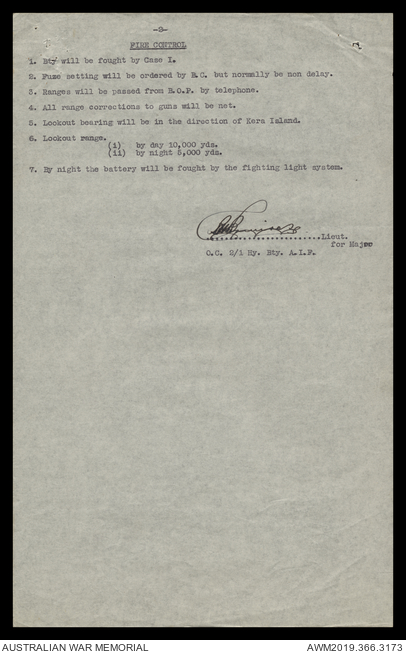 -2-
FIRE CONTROL
1. Bty will be fought by Case I.
2. Fuze setting will be ordered by B.C. but normally be non delay.
3. Ranges will be passed from B.O.P. by telephone.
4. All range corrections to guns will be net.
5. Lookout bearing will be in the direction of Kera Island.
6. Lookout range.
(i) by day 10,000 yds.
(ii) by night 5,000 yds.
7. By night the battery will be fought by the fighting light system.
Lieut.
for Major
O.C. 2/1 Hy. Bty. A.I.F.
AUSTRALIAN WAR MEMORIAL
AWM2019.366.3173